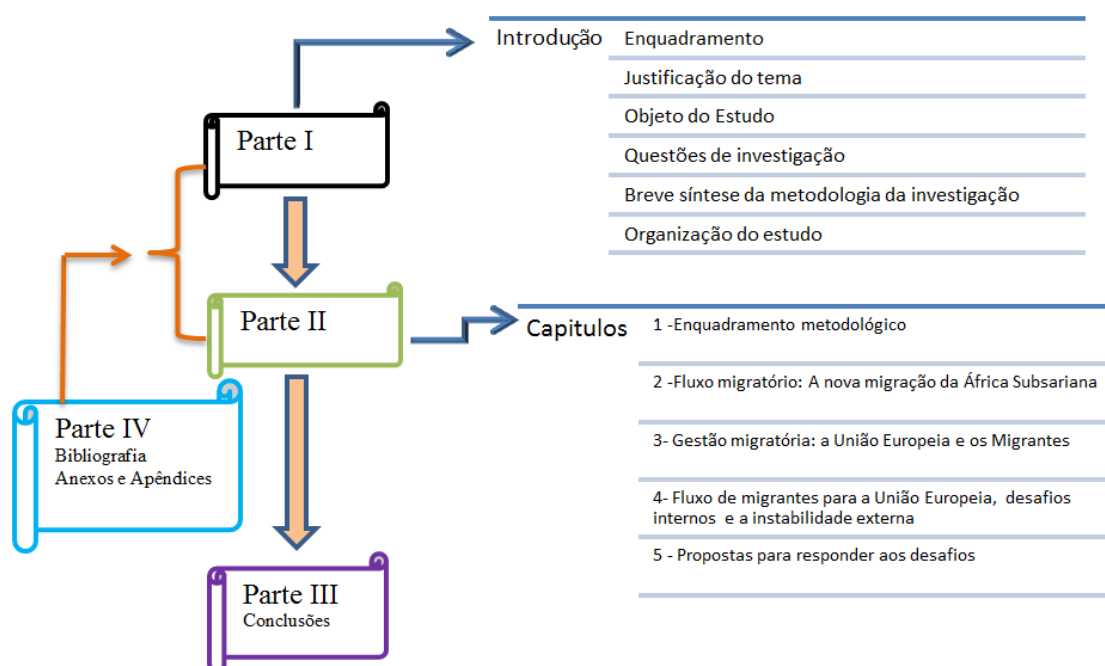 Introdução
Enquadramento
Justificação do tema
Objeto do Estudo
Questões de investigação
Breve síntese da metodologia da investigação
Organização do estudo
Parte I
Parte II
Capitulos
1 -Enquadramento metodológico
2 -Fluxo migratório: A nova migração da África Subsariana
3- Gestão migratória: a União Europeia e os Migrantes
4- Fluxo de migrantes para a União Europeia, desafios
internos e a instabilidade externa
5 - Propostas para responder aos desafios
Parte IV
Bibliografia
Anexos e Apêndices
Parte III
Conclusões